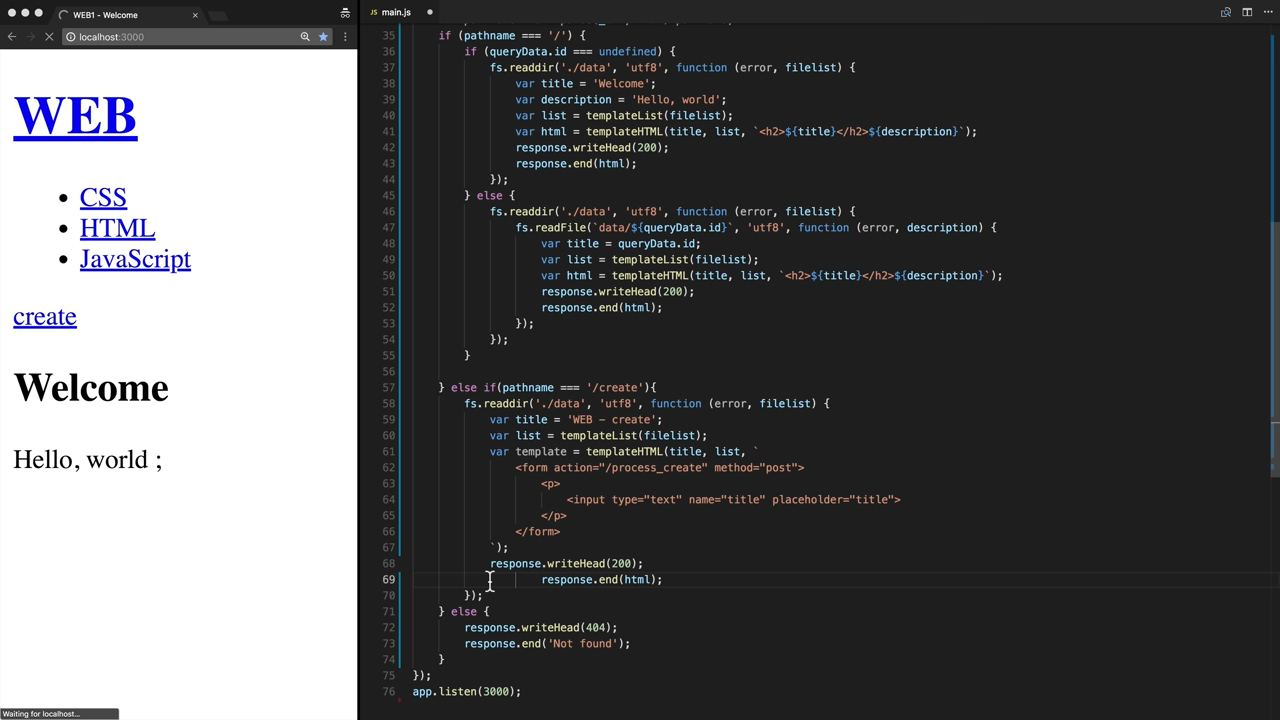 WEB1 - Welcome
localhost:3000
WEB
CSS
HTML
JavaScript
create
Welcome
Hello, world ;
Waiting for localhost...
JS main.js
35 if (pathname === '/') {
36 if (queryData.id === undefined) {
37 fs.readdir('./data', 'utf8', function (error, filelist) {
38 var title = 'Welcome';
39 var description = 'Hello, world';
40 var list = templateList(filelist);
41 var html = templateHTML(title, list, `<h2>${title}</h2>${description}`);
42 response.writeHead(200);
43 response.end(html);
44 });
45 } else {
46 fs.readdir('./data', 'utf8', function (error, filelist) {
47 fs.readFile(`data/${queryData.id}`, 'utf8', function (error, description) {
48 var title = queryData.id;
49 var list = templateList(filelist);
50 var html = templateHTML(title, list, `<h2>${title}</h2>${description}`);
51 response.writeHead(200);
52 response.end(html);
53 });
54 });
55 }
56
57 } else if(pathname === '/create'){
58 fs.readdir('./data', 'utf8', function (error, filelist) {
59 var title = 'WEB - create';
60 var list = templateList(filelist);
61 var template = templateHTML(title, list, `
62 <form action="/process_create" method="post">
63 <p>
64 <input type="text" name="title" placeholder="title">
65 </p>
66 </form>
67 `);
68 response.writeHead(200);
69 response.end(html);
70 });
71 } else {
72 response.writeHead(404);
73 response.end('Not found');
74 }
75 });
76 app.listen(3000);